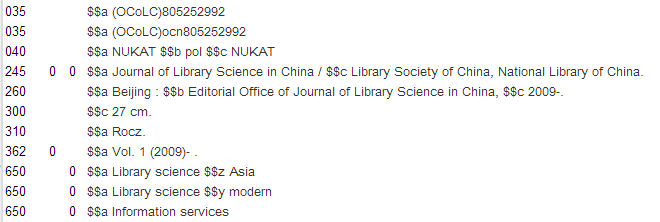 035 $$a (OCoLC)805252992
035 $$a (OCoLC)ocn805252992
040 $$a NUKAT $$b pol $$c NUKAT
245 0 0 $$a Journal of Library Science in China / $$c Library Society of China, National Library of China.
260 $$a Beijing : $$b Editorial Office of Journal of Library Science in China, $$c 2009-.
300 $$c 27 cm.
310 $$a Rocz.
362 0 $$a Vol. 1 (2009)- .
650 0 $$a Library science $$z Asia
650 0 $$a Library science $$y modern
650 0 $$a Information services